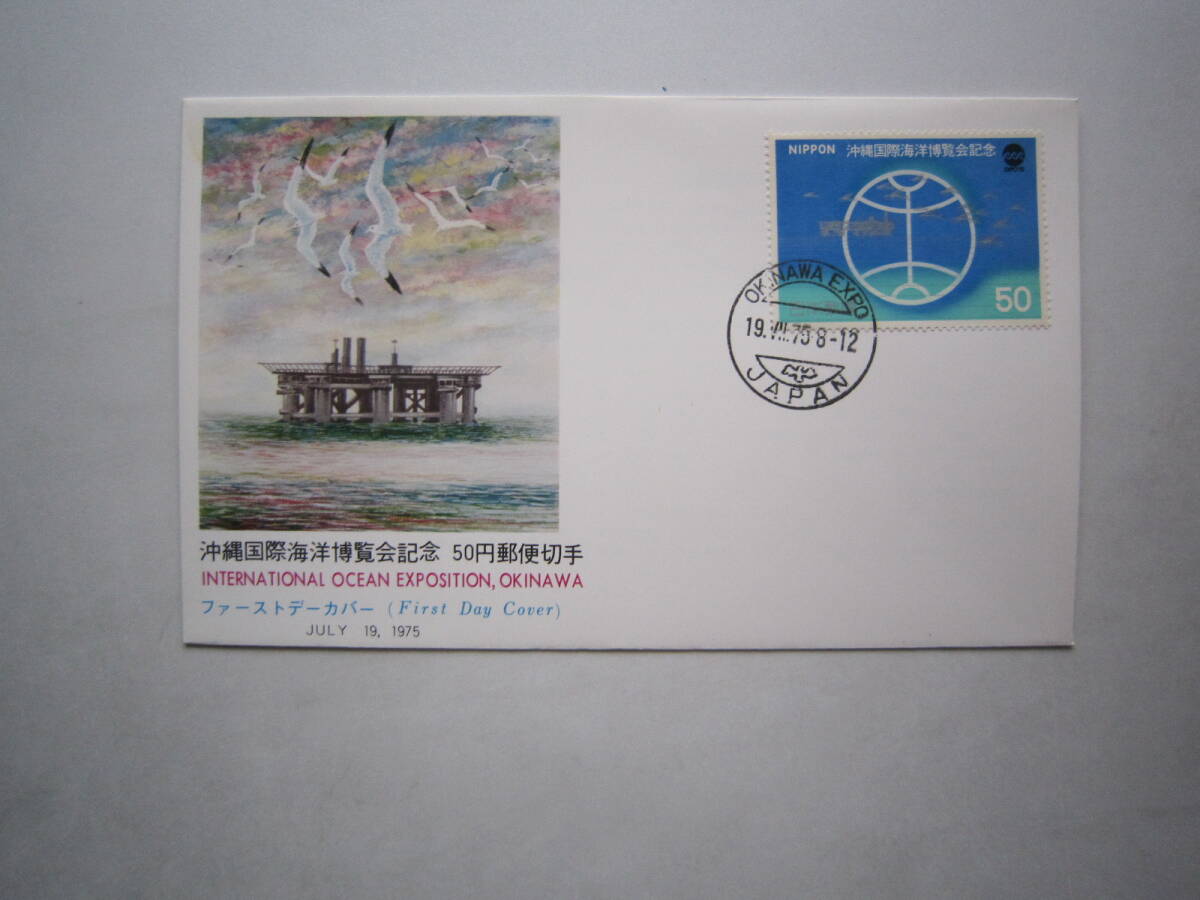 NIPPON 沖縄国際海洋博覧会記念
50
OKINAWA EXPO
19.VII.75 8-12
JAPAN
沖縄国際海洋博覧会記念 50円郵便切手
INTERNATIONAL OCEAN EXPOSITION, OKINAWA
ファーストデーカバー (First Day Cover)
JULY 19, 1975